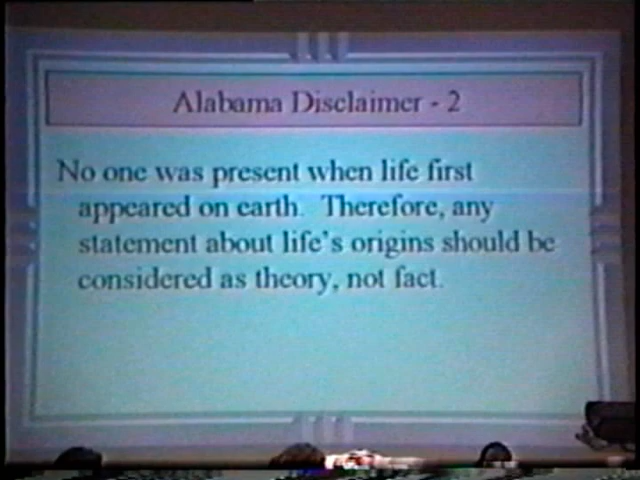 Alabama Disclaimer - 2
No one was present when life first
appeared on earth. Therefore, any
statement about life's origins should be
considered as theory, not fact.